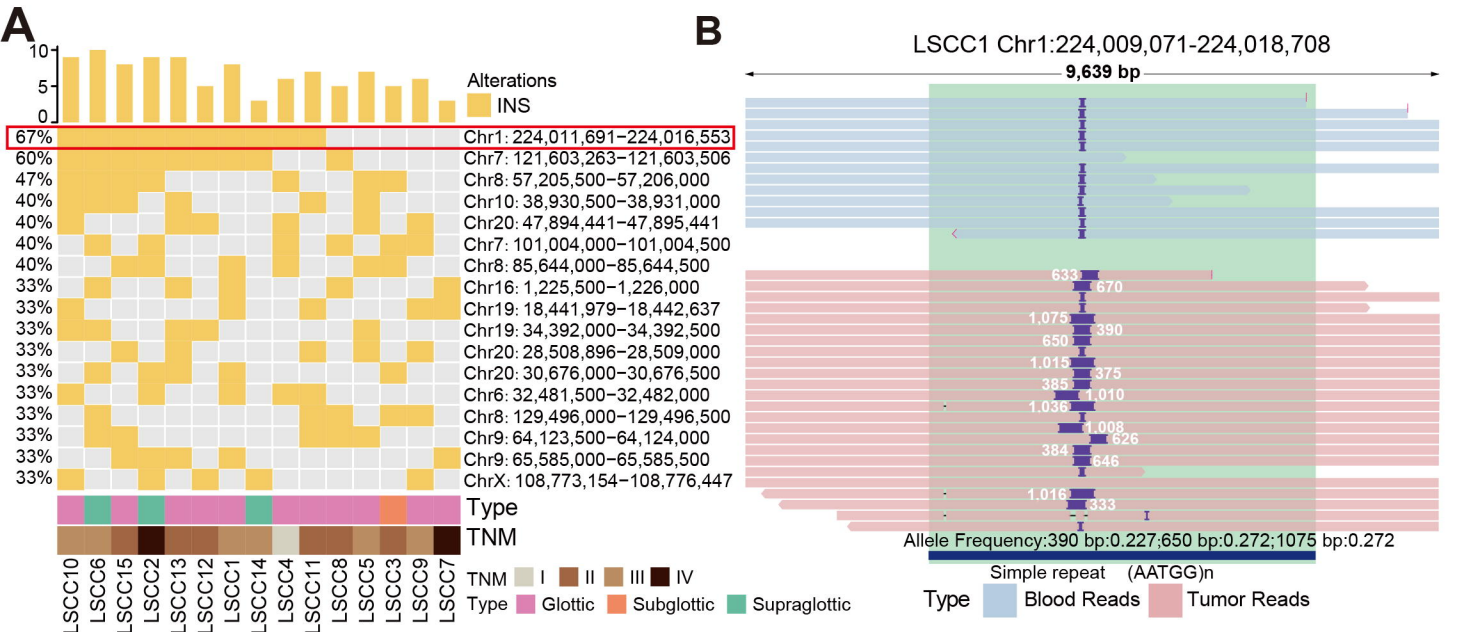 A
10
5
0
Alterations
INS
67% Chr1: 224,011,691−224,016,553
60% Chr7: 121,603,263−121,603,506
47% Chr8: 57,205,500−57,206,000
40% Chr10: 38,930,500−38,931,000
40% Chr20: 47,894,441−47,895,441
40% Chr7: 101,004,000−101,004,500
40% Chr8: 85,644,000−85,644,500
33% Chr16: 1,225,500−1,226,000
33% Chr19: 18,441,979−18,442,637
33% Chr19: 34,392,000−34,392,500
33% Chr20: 28,508,896−28,509,000
33% Chr20: 30,676,000−30,676,500
33% Chr6: 32,481,500−32,482,000
33% Chr8: 129,496,000−129,496,500
33% Chr9: 64,123,500−64,124,000
33% Chr9: 65,585,000−65,585,500
33% ChrX: 108,773,154−108,776,447
Type
TNM
LSCC10
LSCC6
LSCC15
LSCC2
LSCC13
LSCC12
LSCC1
LSCC14
LSCC4
LSCC11
LSCC8
LSCC5
LSCC3
LSCC9
LSCC7
TNM I II III IV
Type Glottic Subglottic Supraglottic
B
LSCC1 Chr1:224,009,071-224,018,708
9,639 bp
633
670
1,075
390
650
1,015
375
385
1,010
1,036
1,008
626
384
646
1,016
333
Allele Frequency:390 bp:0.227;650 bp:0.272;1075 bp:0.272
Simple repeat (AATGG)n
Type Blood Reads Tumor Reads